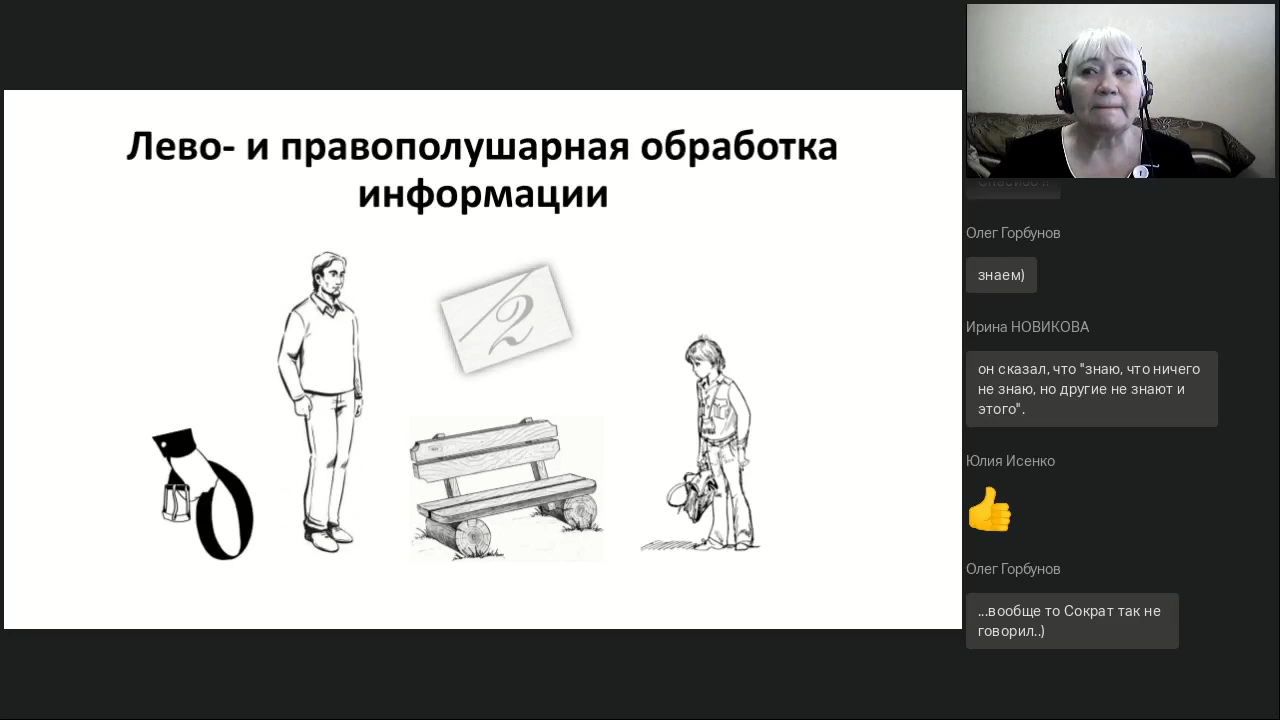 Лево- и правополушарная обработка
информации
2
Спасибо !!
Олег Горбунов
знаем)
Ирина НОВИКОВА
он сказал, что "знаю, что ничего
не знаю, но другие не знают и
этого".
Юлия Исенко
Олег Горбунов
...вообще то Сократ так не
говорил..)